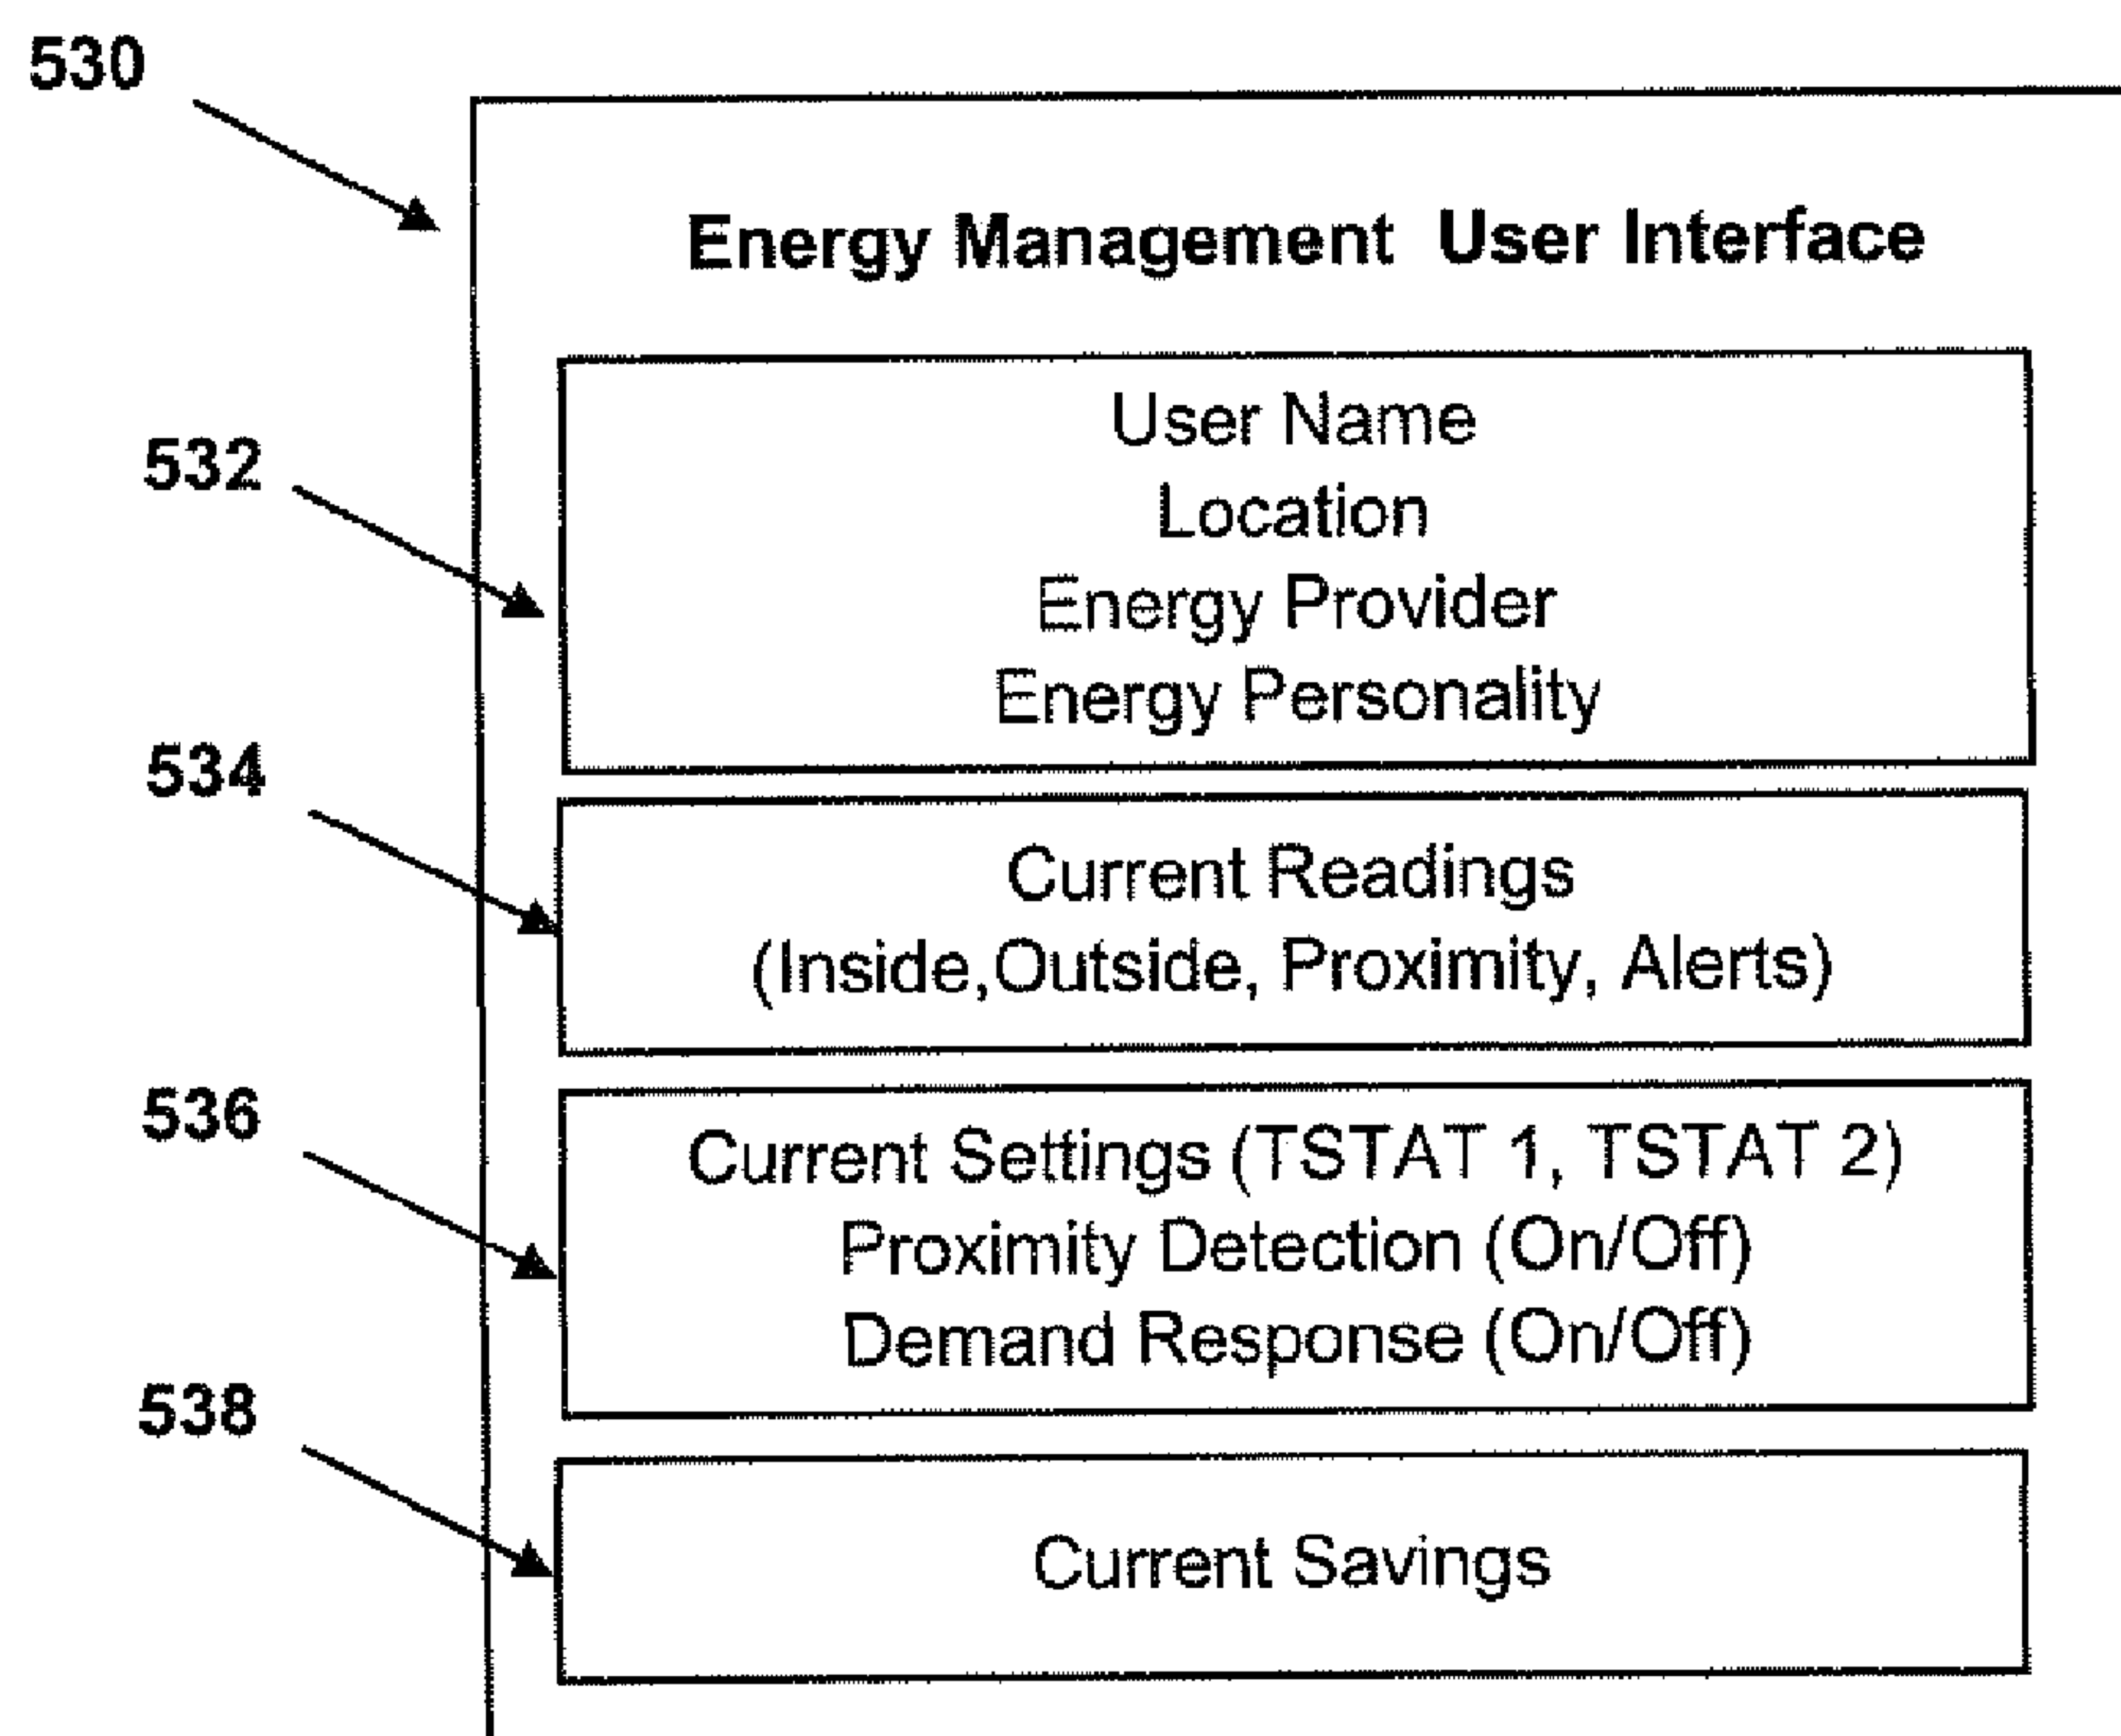 530
Energy Management User Interface
532
User Name
Location
Energy Provider
Energy Personality
534
Current Readings
(Inside,Outside, Proximity, Alerts)
536
Current Settings (TSTAT 1, TSTAT 2)
Proximity Detection (On/Off)
Demand Response (On/Off)
538
Current Savings